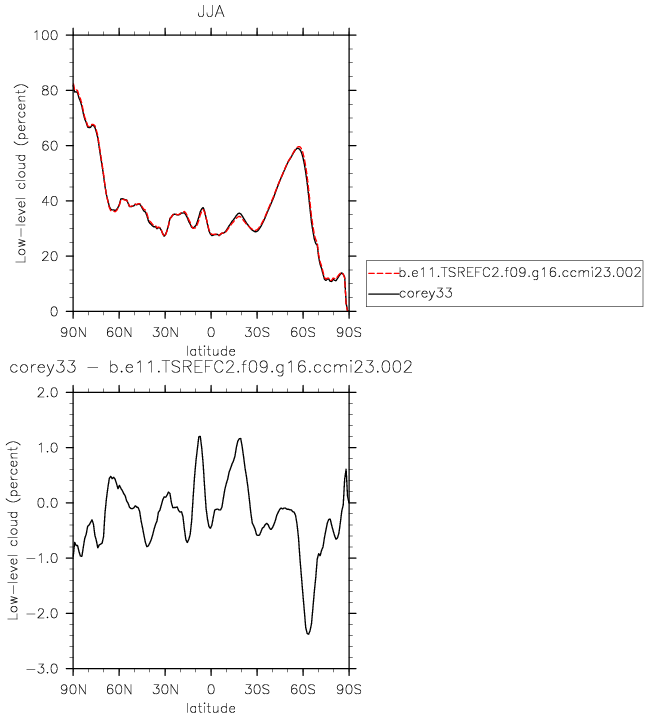 JJA
Low-level cloud (percent)
100
80
60
40
20
0
90N 60N 30N 0 30S 60S 90S
latitude
b.e11.TSREFC2.f09.g16.ccmi23.002
corey33
corey33 - b.e11.TSREFC2.f09.g16.ccmi23.002
Low-level cloud (percent)
2.0
1.0
0.0
-1.0
-2.0
-3.0
90N 60N 30N 0 30S 60S 90S
latitude